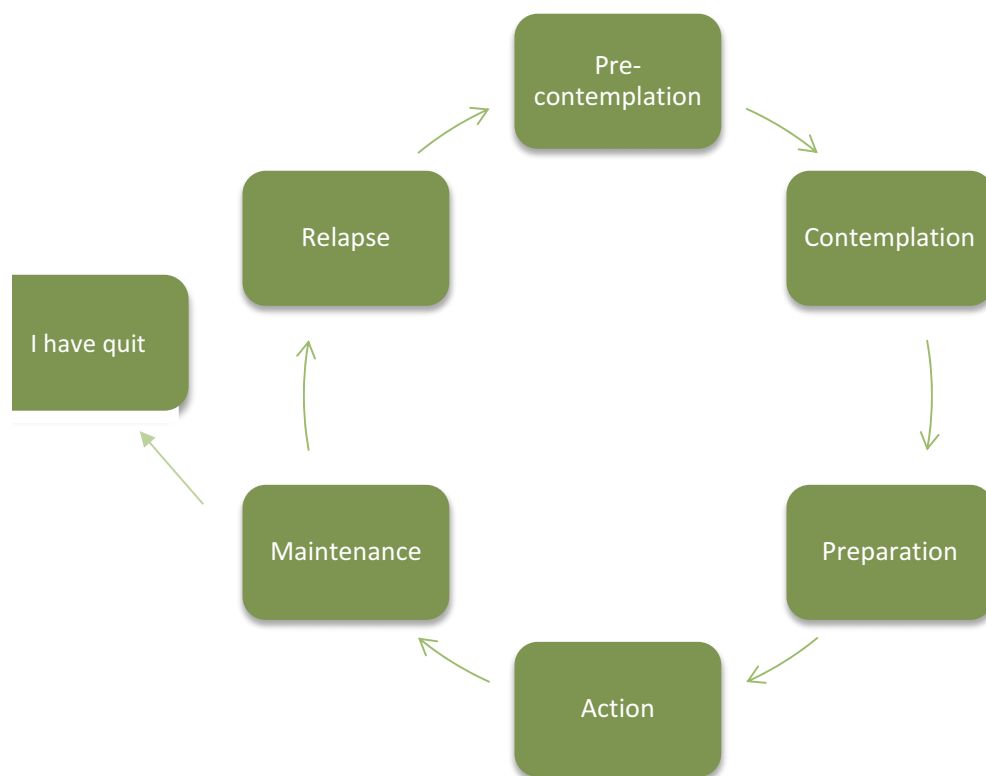 Pre-
contemplation
Relapse
Contemplation
I have quit
Maintenance
Preparation
Action